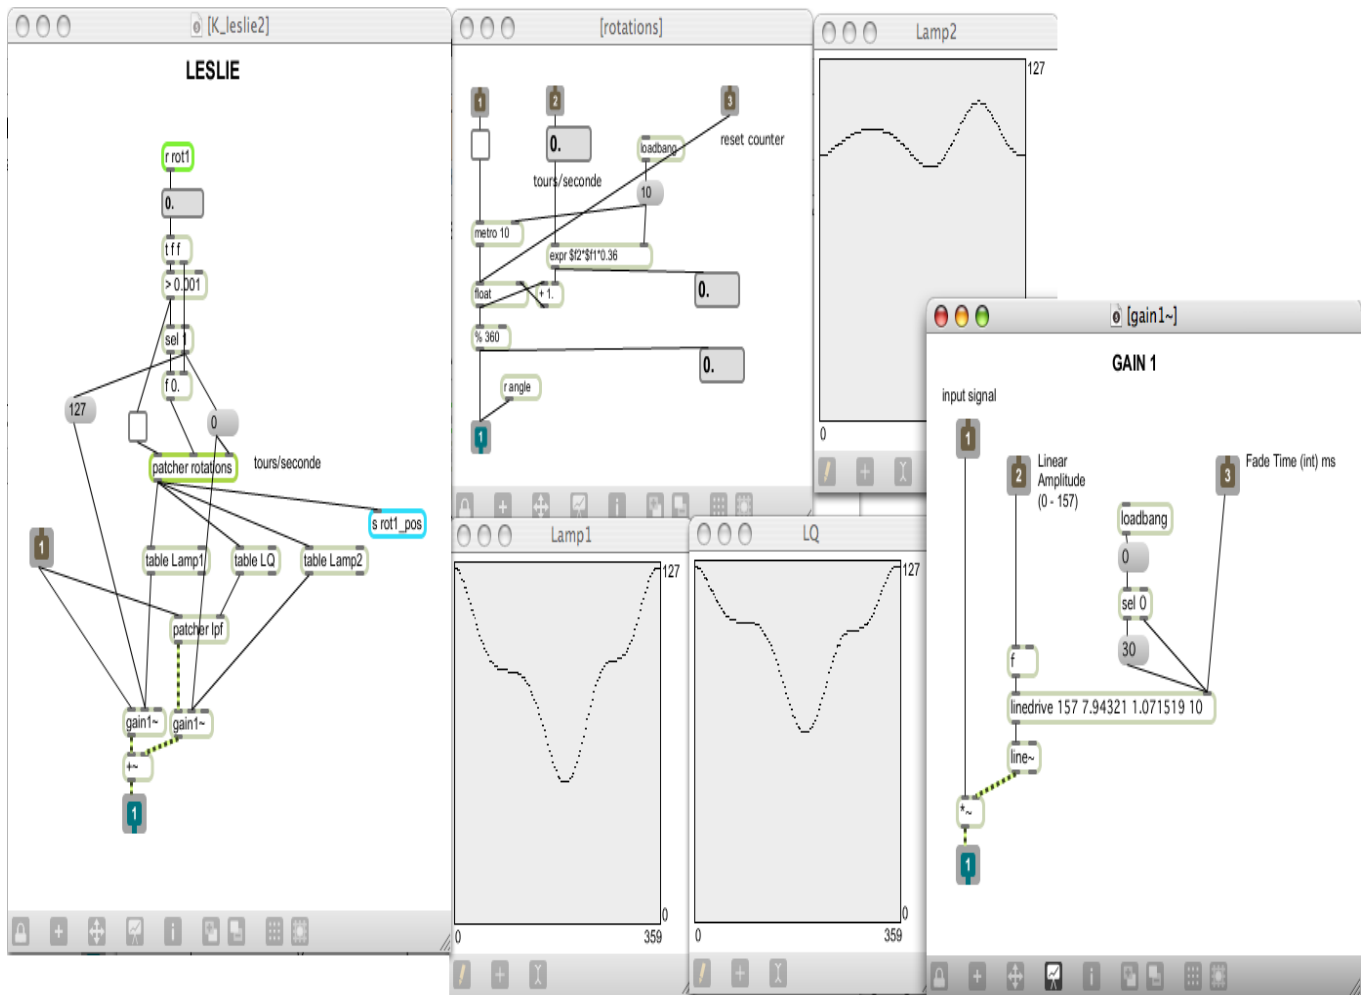 [K_leslie2]
LESLIE
r rot1
0.
t f f
> 0.001
sel 1
f 0.
127
0
patcher rotations
tours/seconde
s rot1_pos
1
table Lamp1
table LQ
table Lamp2
patcher lpf
gain1~
gain1~
+~
1
[rotations]
1
2
3
0.
loadbang
reset counter
tours/seconde
10
metro 10
expr $f2*$f1*0.36
0.
float
+ 1.
% 360
0.
r angle
1
Lamp2
127
0
Lamp1
127
0
0
359
LQ
127
0
0
359
[gain1~]
GAIN 1
input signal
1
2
Linear
Amplitude
(0 - 157)
3
Fade Time (int) ms
loadbang
0
sel 0
30
f
linedrive 157 7.94321 1.071519 10
line~
*~
1